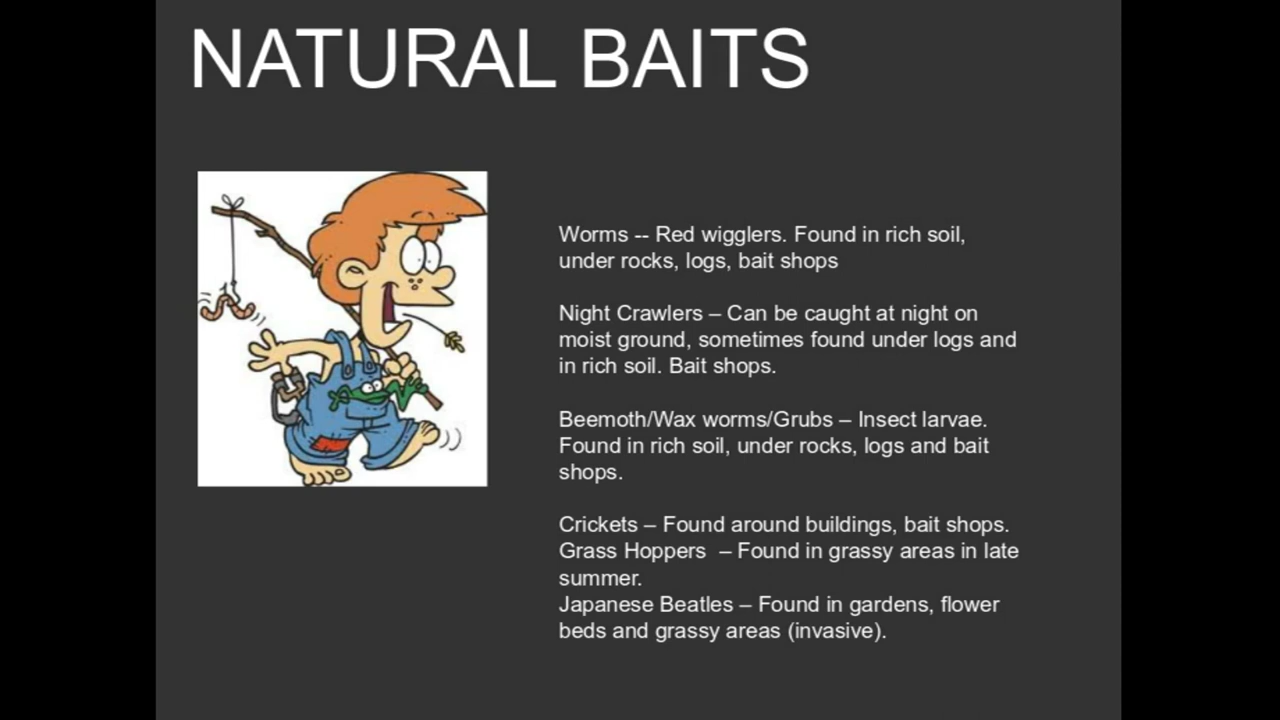 NATURAL BAITS
Worms -- Red wigglers. Found in rich soil,
under rocks, logs, bait shops
Night Crawlers – Can be caught at night on
moist ground, sometimes found under logs and
in rich soil. Bait shops.
Beemoth/Wax worms/Grubs – Insect larvae.
Found in rich soil, under rocks, logs and bait
shops.
Crickets – Found around buildings, bait shops.
Grass Hoppers  – Found in grassy areas in late
summer.
Japanese Beatles – Found in gardens, flower
beds and grassy areas (invasive).